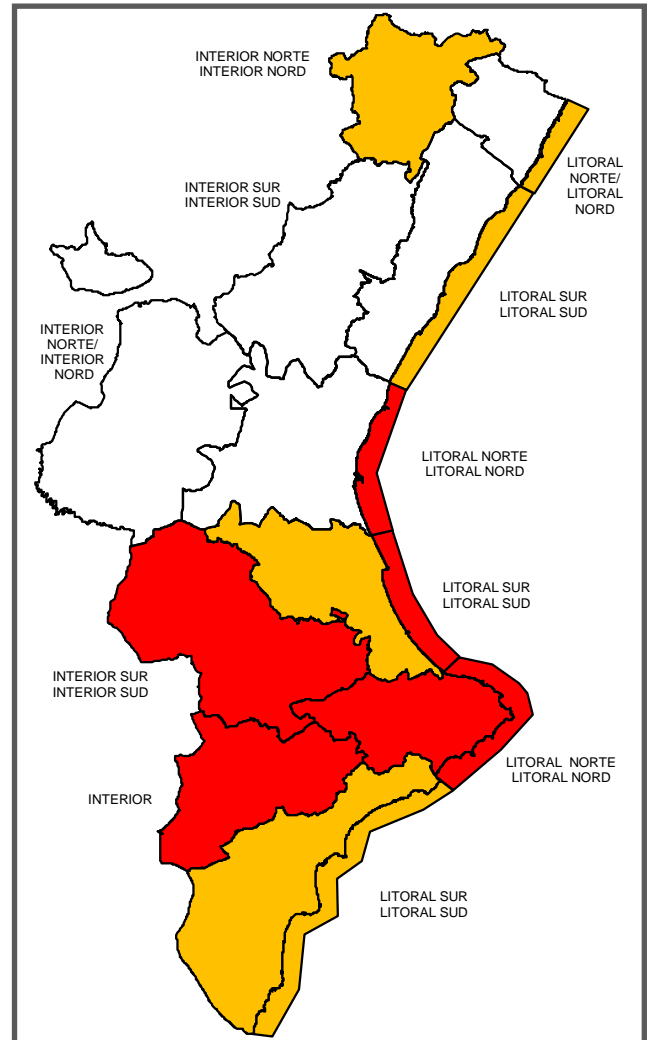 INTERIOR NORTE
INTERIOR NORD
LITORAL
NORTE/
LITORAL
NORD
INTERIOR SUR
INTERIOR SUD
LITORAL SUR
LITORAL SUD
INTERIOR
NORTE/
INTERIOR
NORD
LITORAL NORTE
LITORAL NORD
LITORAL SUR
LITORAL SUD
INTERIOR SUR
INTERIOR SUD
LITORAL  NORTE
LITORAL NORD
INTERIOR
LITORAL SUR
LITORAL SUD